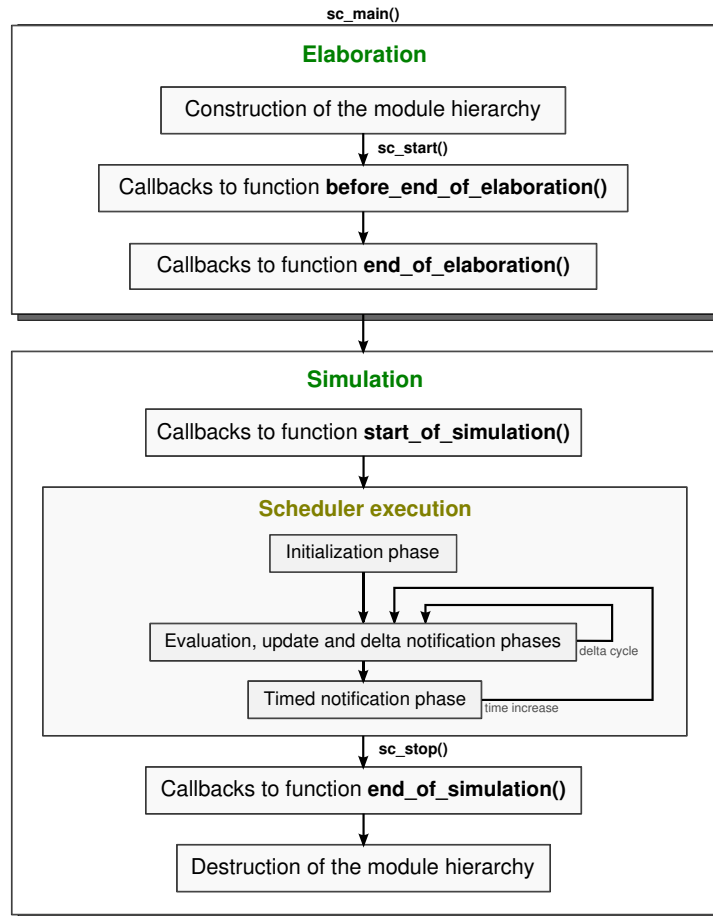 sc_main()
Elaboration
Construction of the module hierarchy
sc_start()
Callbacks to function before_end_of_elaboration()
Callbacks to function end_of_elaboration()
Simulation
Callbacks to function start_of_simulation()
Scheduler execution
Initialization phase
Evaluation, update and delta notification phases
delta cycle
Timed notification phase
time increase
sc_stop()
Callbacks to function end_of_simulation()
Destruction of the module hierarchy